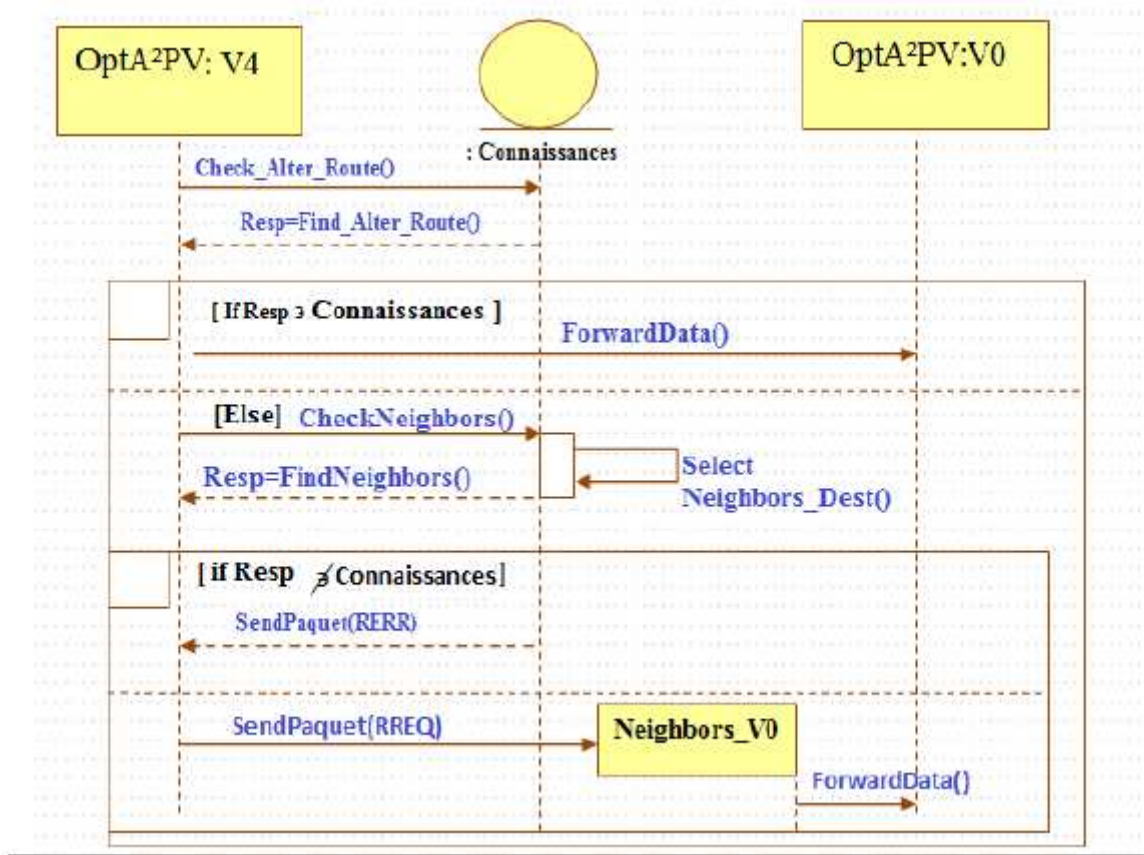 OptA²PV: V4
OptA²PV:V0
: Connaissances
Check_Alter_Route()
Resp=Find_Alter_Route()
[ If Resp ∍ Connaissances ]
ForwardData()
[Else] CheckNeighbors()
Select
Neighbors_Dest()
Resp=FindNeighbors()
[ if Resp ∌ Connaissances]
SendPaquet(RERR)
SendPaquet(RREQ)
Neighbors_V0
ForwardData()